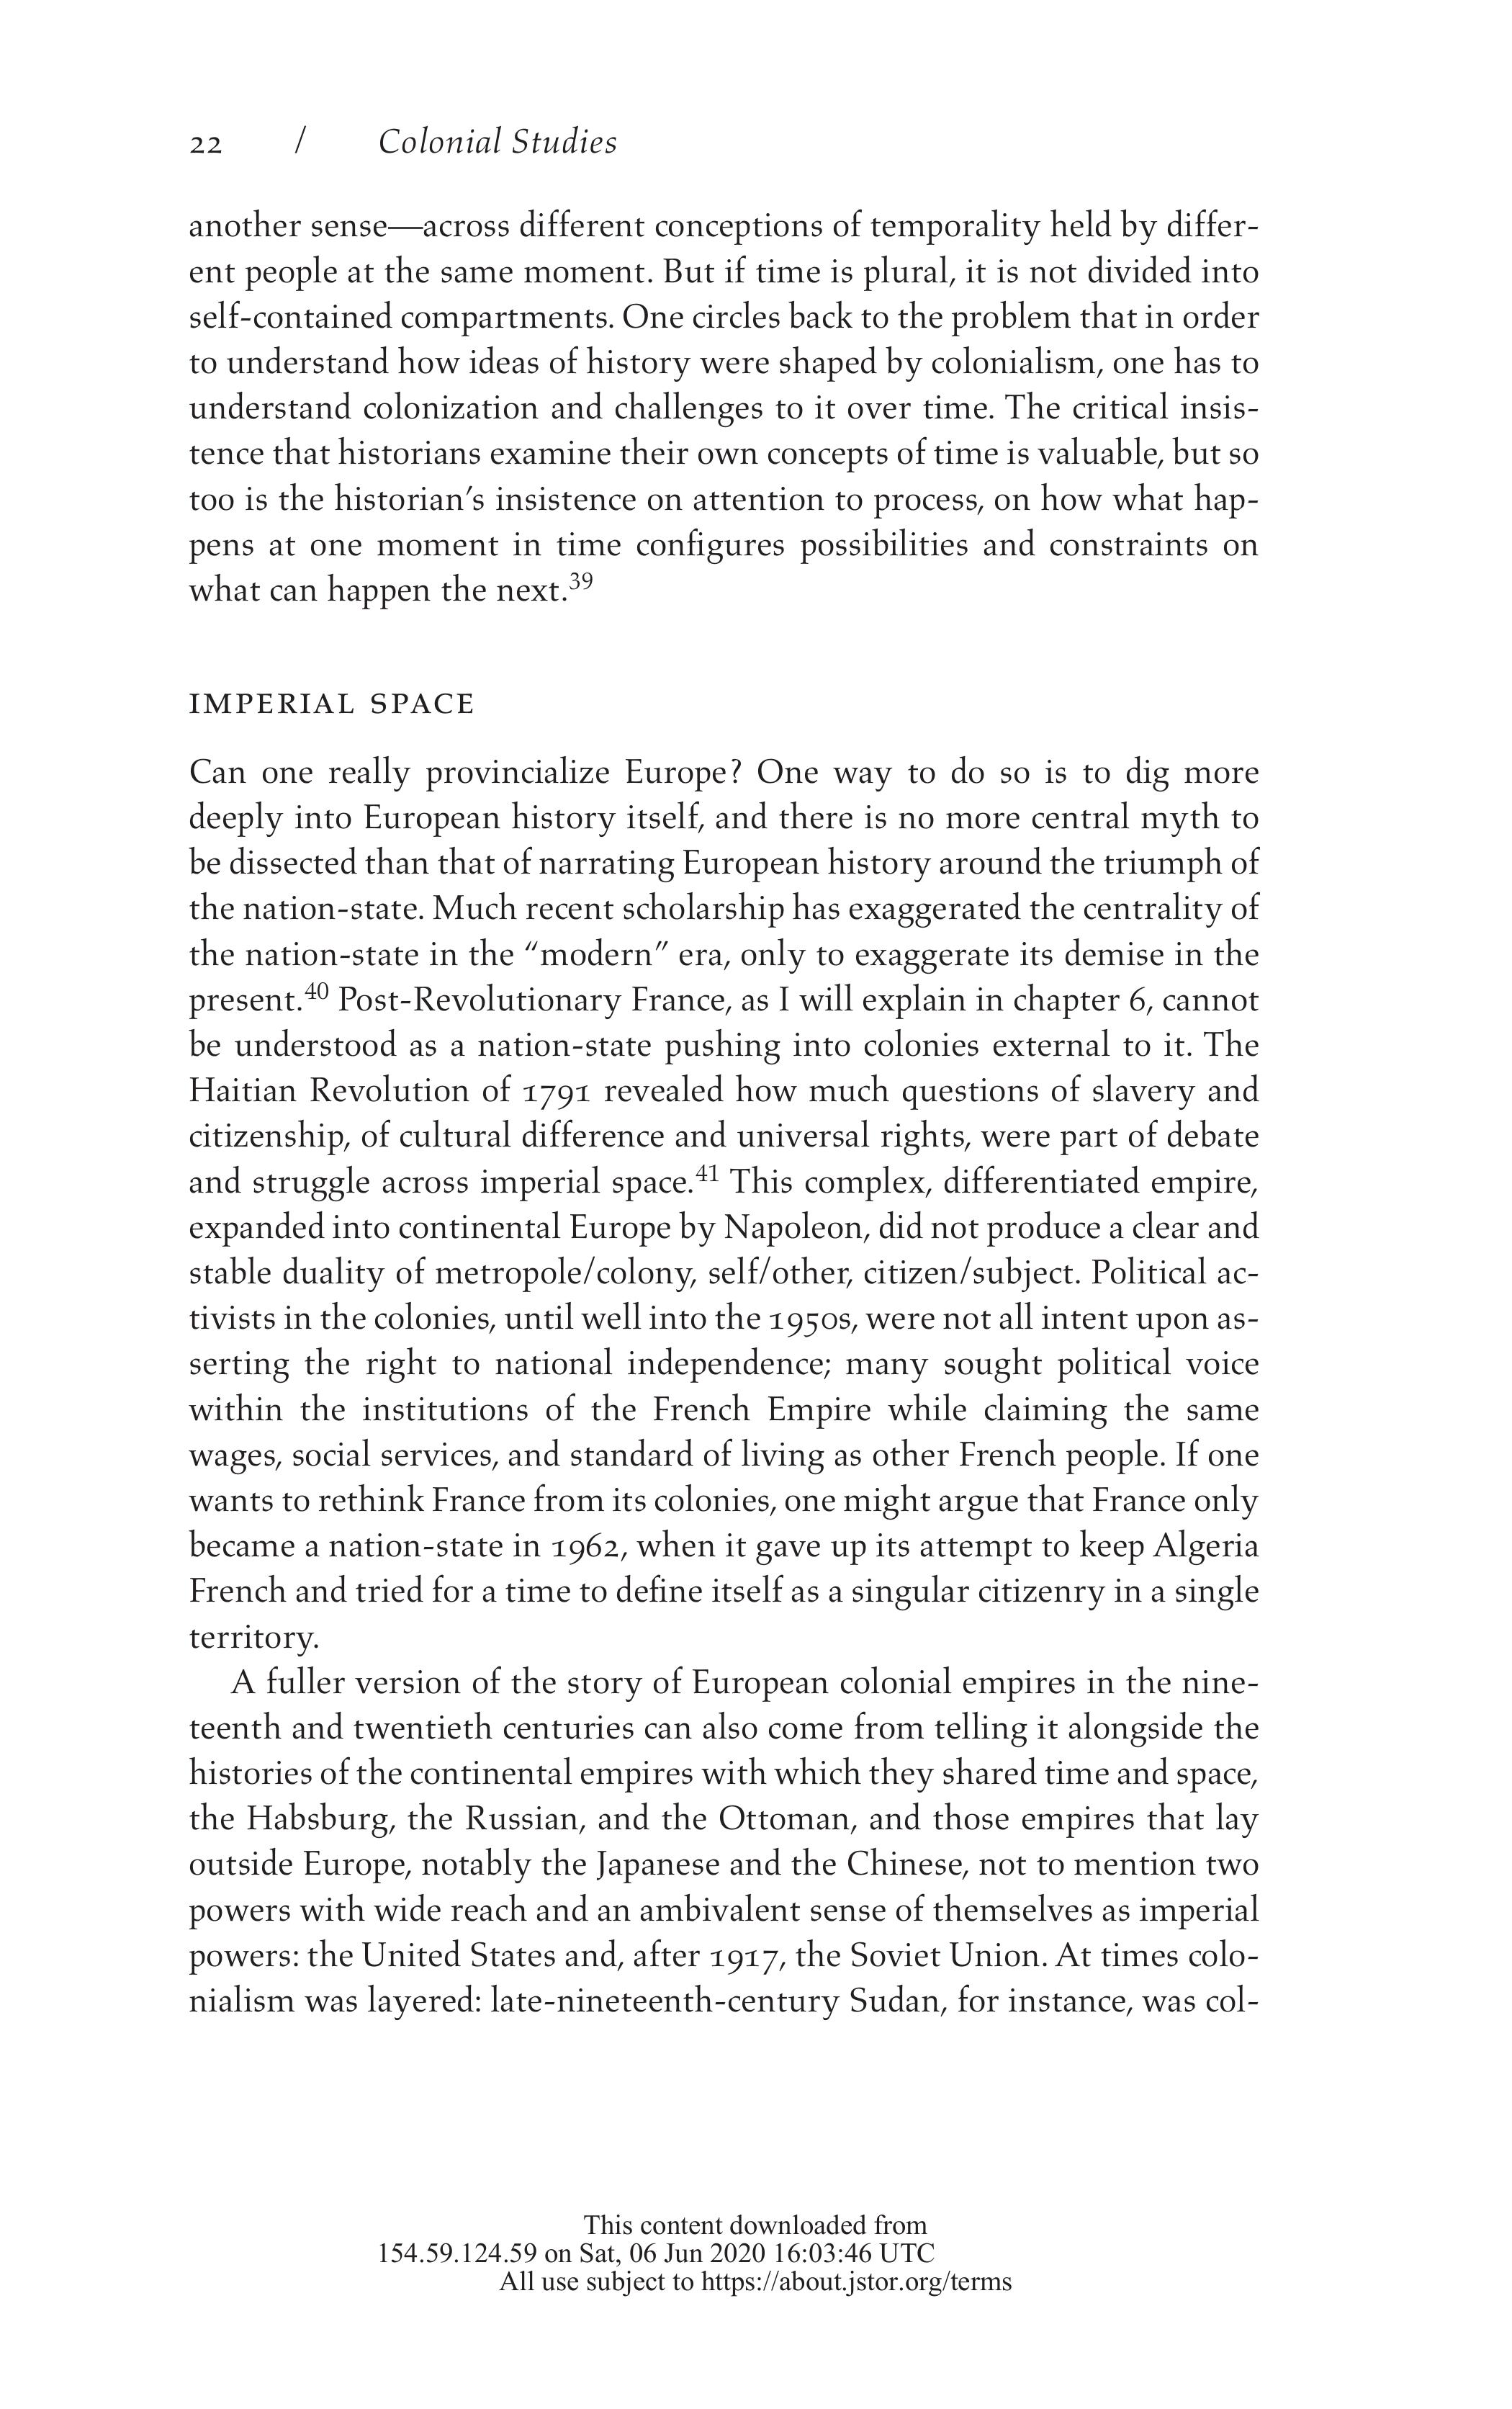 22 / Colonial Studies
another sense—across different conceptions of temporality held by differ-
ent people at the same moment. But if time is plural, it is not divided into
self-contained compartments. One circles back to the problem that in order
to understand how ideas of history were shaped by colonialism, one has to
understand colonization and challenges to it over time. The critical insis-
tence that historians examine their own concepts of time is valuable, but so
too is the historian’s insistence on attention to process, on how what hap-
pens at one moment in time configures possibilities and constraints on
what can happen the next.39
IMPERIAL SPACE
Can one really provincialize Europe? One way to do so is to dig more
deeply into European history itself, and there is no more central myth to
be dissected than that of narrating European history around the triumph of
the nation-state. Much recent scholarship has exaggerated the centrality of
the nation-state in the “modern” era, only to exaggerate its demise in the
present.40 Post-Revolutionary France, as I will explain in chapter 6, cannot
be understood as a nation-state pushing into colonies external to it. The
Haitian Revolution of 1791 revealed how much questions of slavery and
citizenship, of cultural difference and universal rights, were part of debate
and struggle across imperial space.41 This complex, differentiated empire,
expanded into continental Europe by Napoleon, did not produce a clear and
stable duality of metropole/colony, self/other, citizen/subject. Political ac-
tivists in the colonies, until well into the 1950s, were not all intent upon as-
serting the right to national independence; many sought political voice
within the institutions of the French Empire while claiming the same
wages, social services, and standard of living as other French people. If one
wants to rethink France from its colonies, one might argue that France only
became a nation-state in 1962, when it gave up its attempt to keep Algeria
French and tried for a time to define itself as a singular citizenry in a single
territory.
A fuller version of the story of European colonial empires in the nine-
teenth and twentieth centuries can also come from telling it alongside the
histories of the continental empires with which they shared time and space,
the Habsburg, the Russian, and the Ottoman, and those empires that lay
outside Europe, notably the Japanese and the Chinese, not to mention two
powers with wide reach and an ambivalent sense of themselves as imperial
powers: the United States and, after 1917, the Soviet Union. At times colo-
nialism was layered: late-nineteenth-century Sudan, for instance, was col-
This content downloaded from
154.59.124.59 on Sat, 06 Jun 2020 16:03:46 UTC
All use subject to https://about.jstor.org/terms